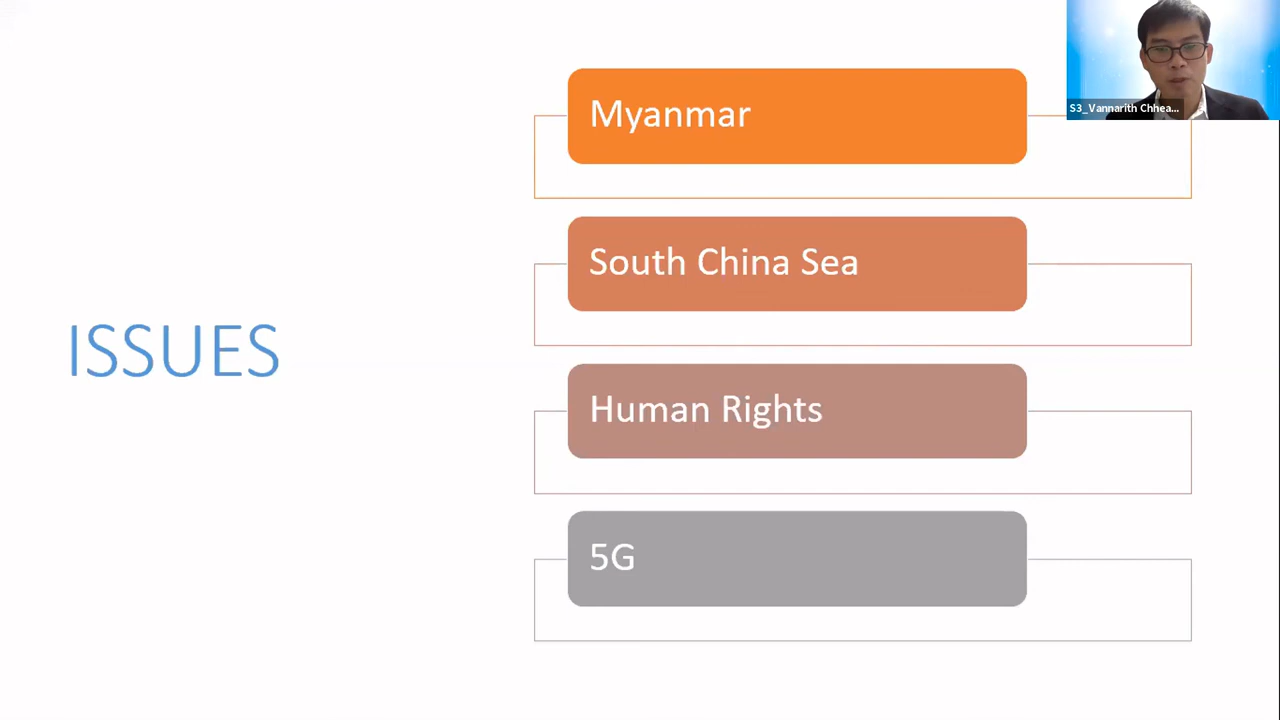 S3_Vannarith Chhea...
Myanmar
South China Sea
ISSUES
Human Rights
5G